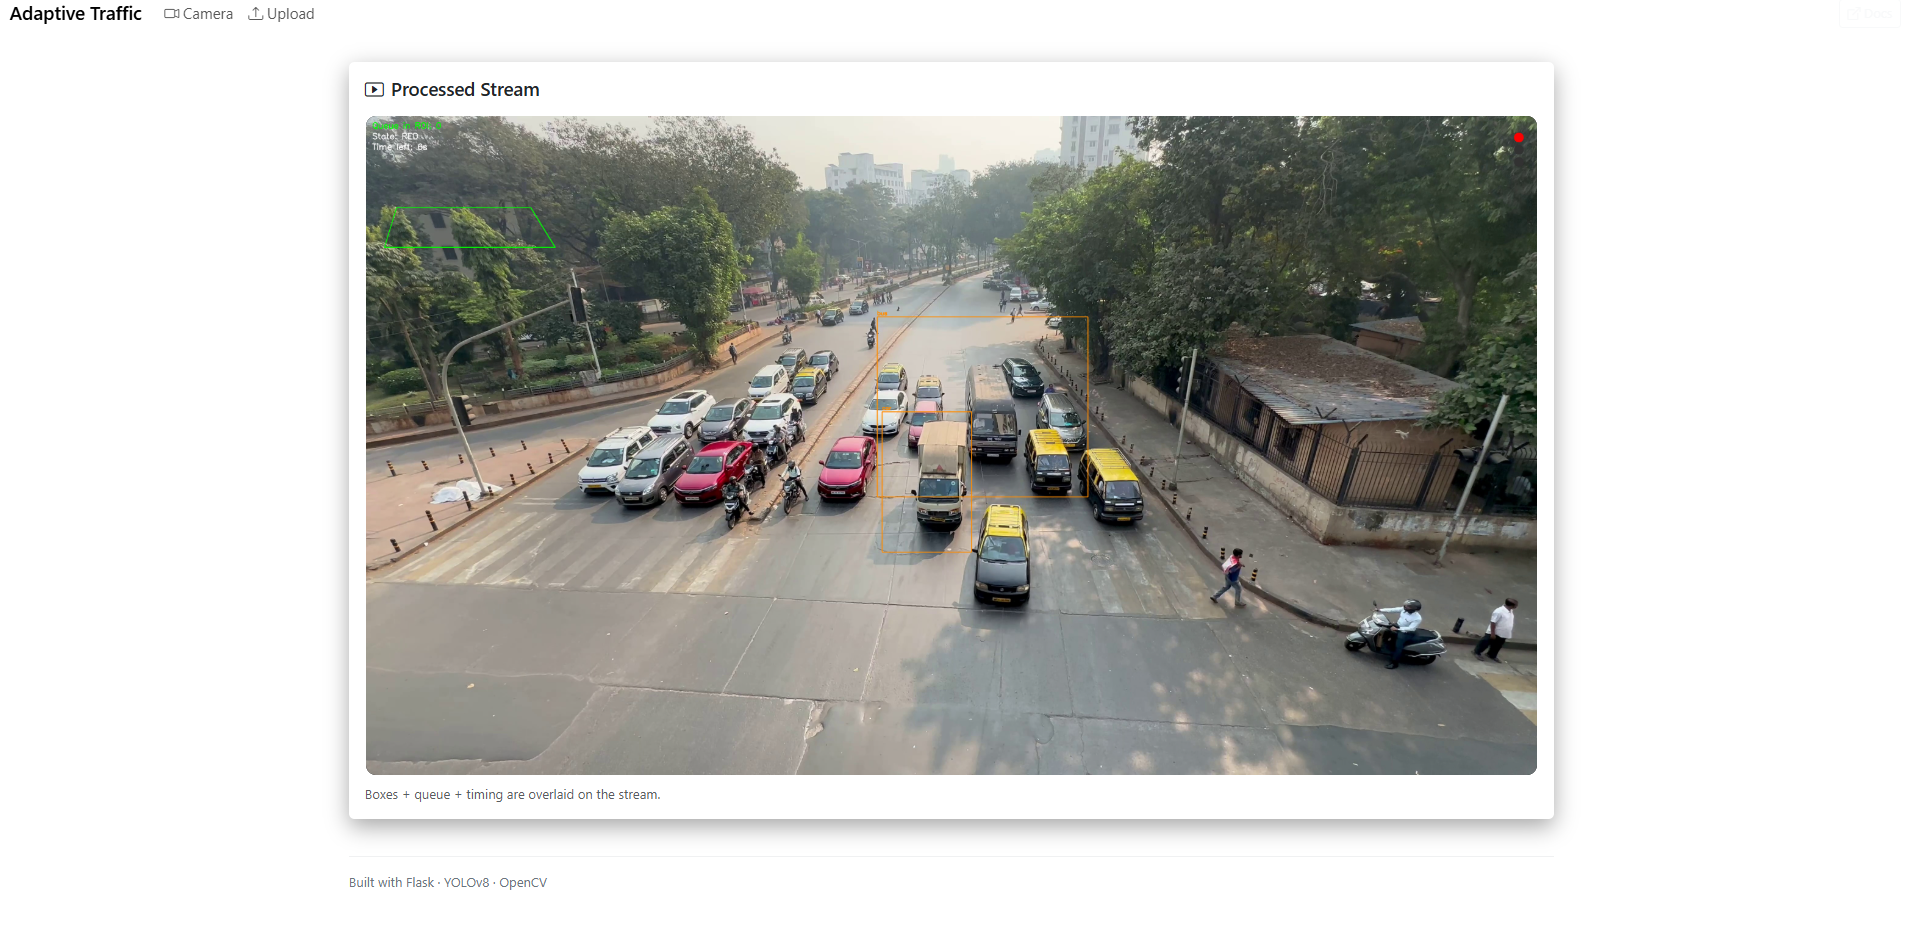 Adaptive Traffic
Camera
Upload
Processed Stream
State: RED
Time left: 8s
Boxes + queue + timing are overlaid on the stream.
Built with Flask · YOLOv8 · OpenCV